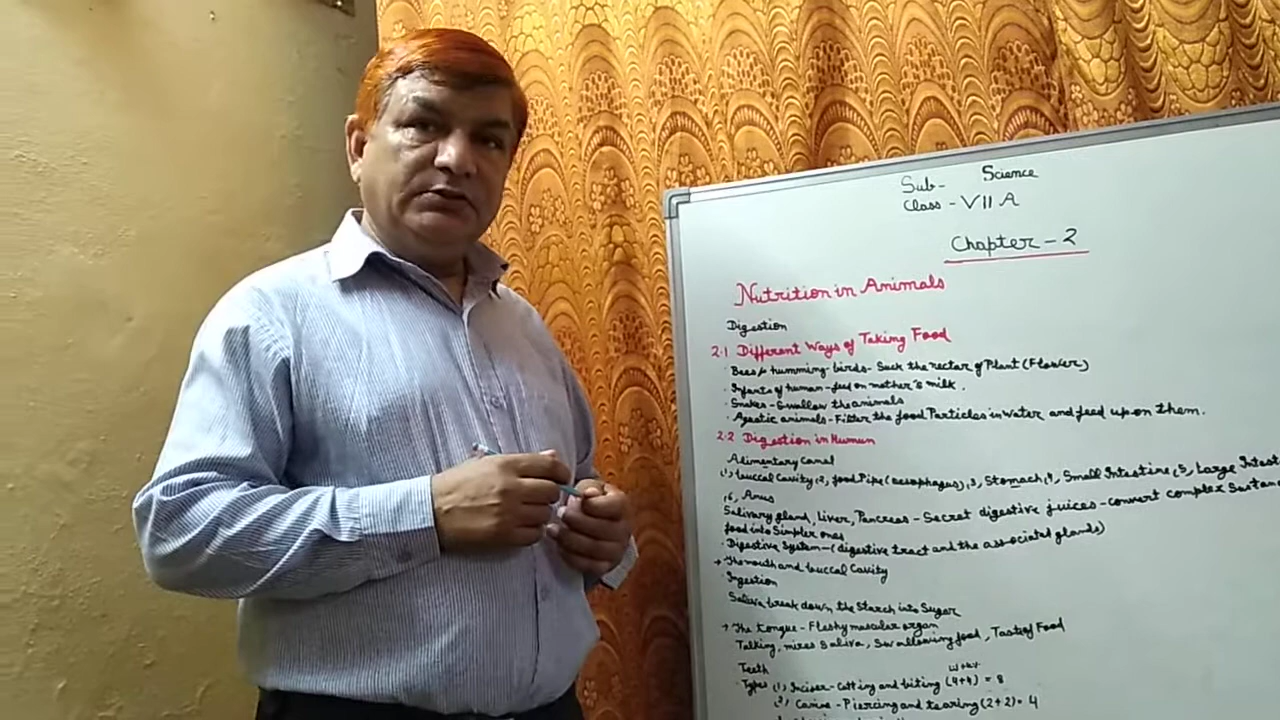 Sub- Science
Class - VII A
Chapter - 2
Nutrition in Animals
Digestion
2.1 Different Ways of Taking Food
Bees, humming-birds- Suck the nectar of Plant (Flower)
Infants of human-feed on mother's milk.
Snakes- Swallow the animals
Aquatic animals- Filter the food Particles in water and feed upon them.
2.2 Digestion in Human
Alimentary Canal
(1) buccal Cavity, 2, food Pipe (oesophagus), 3, Stomach, 4, Small Intestine, 5, Large Intest
, 6, Anus
Salivary gland, Liver, Pancreas - Secret digestive juices - convert complex Sustanc
food into Simpler ones
Digestive System - (digestive tract and the associated glands)
→ The mouth and buccal Cavity
Ingestion
Saliva break down the Starch into Sugar
→ The tongue - Fleshy muscular organ
Talking, mixes Saliva, Swallowing food, Taste of Food
Teeth
Types (1) Incisor - Cutting and biting (4+4) = 8
2) Canine - Piercing and tearing (2+2) = 4